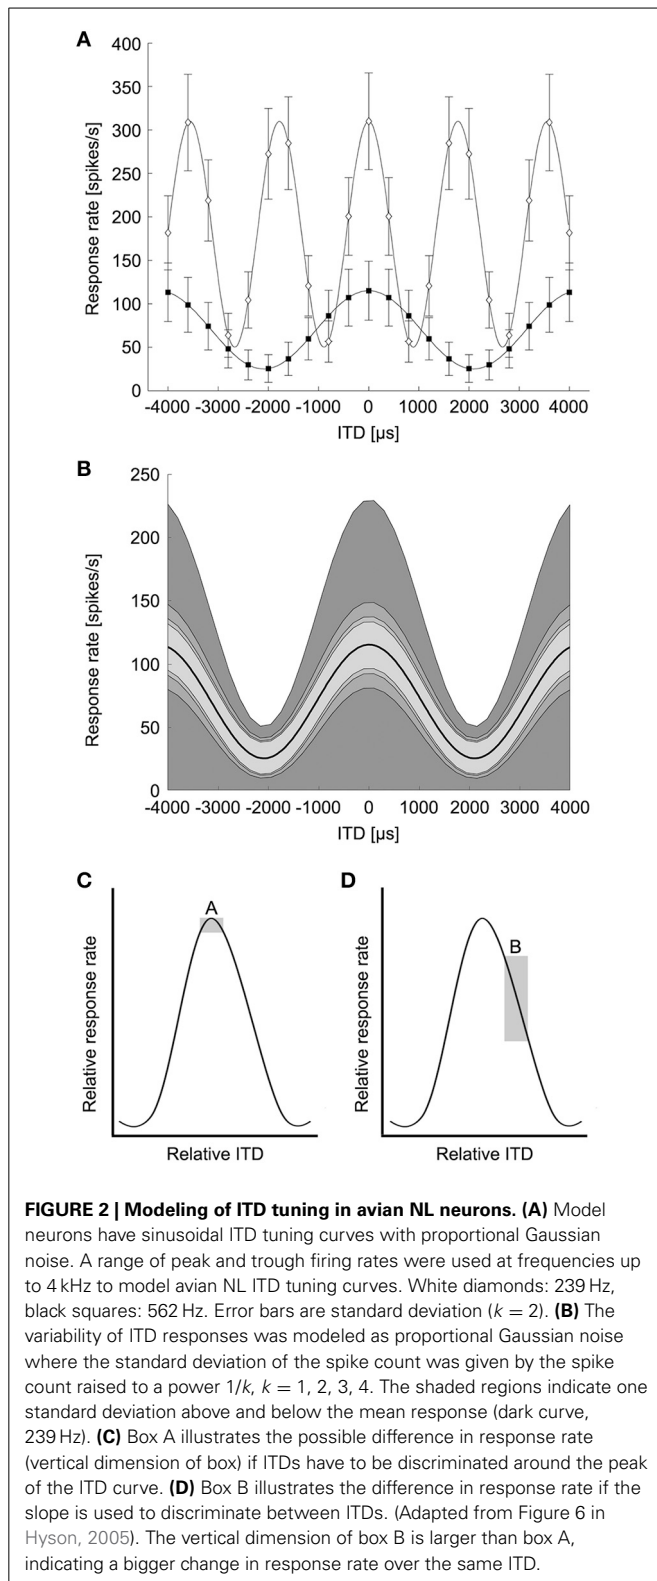 A
400
350
300
250
200
150
100
50
0
Response rate [spikes/s]
-4000 -3000 -2000 -1000 0 1000 2000 3000 4000
ITD [µs]
B
250
200
150
100
50
0
Response rate [spikes/s]
-4000 -3000 -2000 -1000 0 1000 2000 3000 4000
ITD [µs]
C
A
Relative response rate
Relative ITD
D
B
Relative response rate
Relative ITD
FIGURE 2 | Modeling of ITD tuning in avian NL neurons. (A) Model
neurons have sinusoidal ITD tuning curves with proportional Gaussian
noise. A range of peak and trough firing rates were used at frequencies up
to 4 kHz to model avian NL ITD tuning curves. White diamonds: 239 Hz,
black squares: 562 Hz. Error bars are standard deviation (k = 2). (B) The
variability of ITD responses was modeled as proportional Gaussian noise
where the standard deviation of the spike count was given by the spike
count raised to a power 1/k, k = 1, 2, 3, 4. The shaded regions indicate one
standard deviation above and below the mean response (dark curve,
239 Hz). (C) Box A illustrates the possible difference in response rate
(vertical dimension of box) if ITDs have to be discriminated around the peak
of the ITD curve. (D) Box B illustrates the difference in response rate if the
slope is used to discriminate between ITDs. (Adapted from Figure 6 in
Hyson, 2005). The vertical dimension of box B is larger than box A,
indicating a bigger change in response rate over the same ITD.